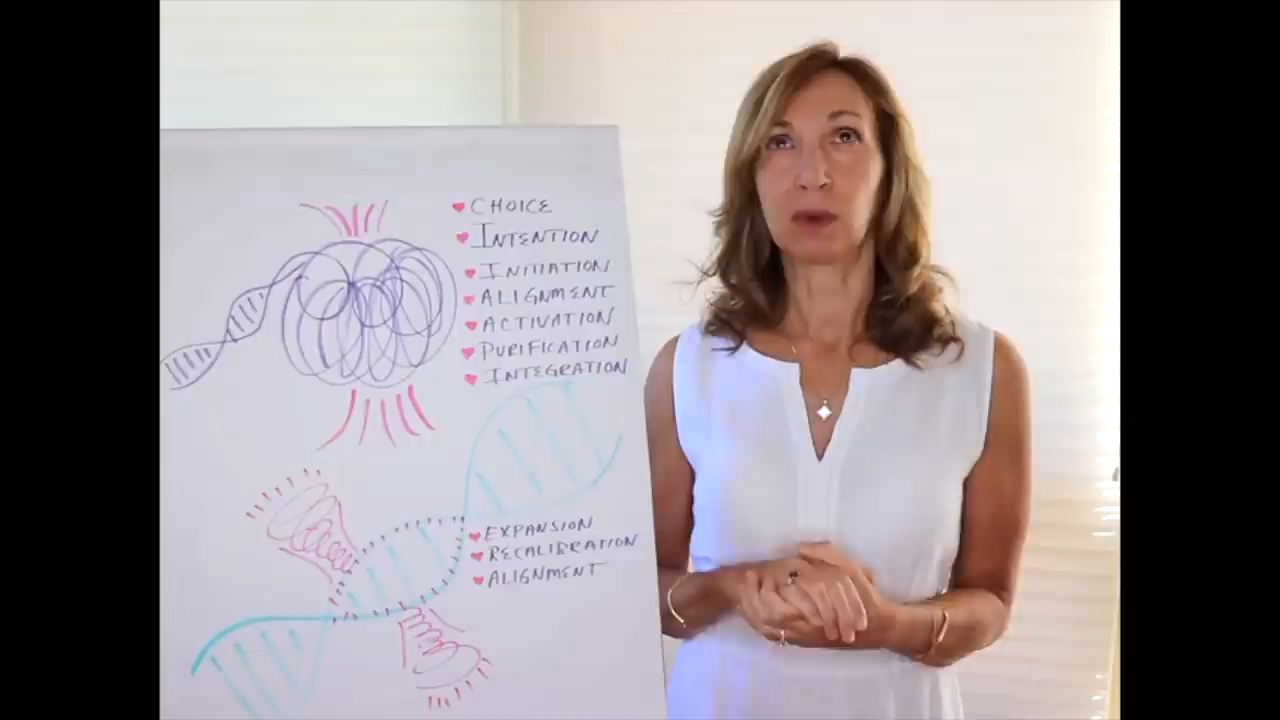 CHOICE
INTENTION
INITIATION
ALIGNMENT
ACTIVATION
PURIFICATION
INTEGRATION
EXPANSION
RECALIBRATION
ALIGNMENT